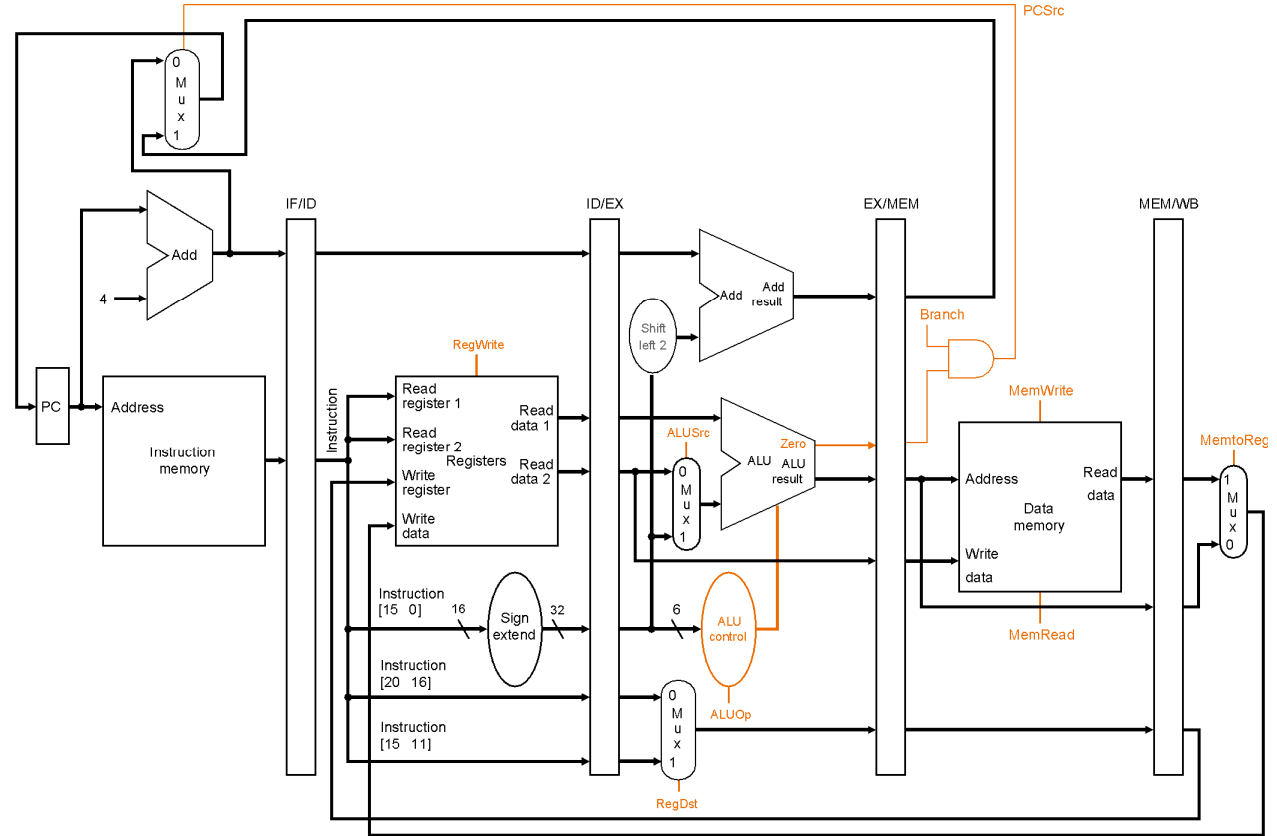 PCSrc
0
M
u
x
1
IF/ID
ID/EX
EX/MEM
MEM/WB
Add
4
Add
Add
result
Shift
left 2
Branch
RegWrite
PC
Address
Instruction
memory
Instruction
Read
register 1
Read
register 2
Write
register
Write
data
Registers
Read
data 1
Read
data 2
ALUSrc
0
M
u
x
1
Zero
ALU
ALU
result
MemWrite
Address
Read
data
Data
memory
Write
data
MemRead
MemtoReg
1
M
u
x
0
Instruction
[15 0]
16
Sign
extend
32
6
ALU
control
ALUOp
Instruction
[20 16]
Instruction
[15 11]
0
M
u
x
1
RegDst